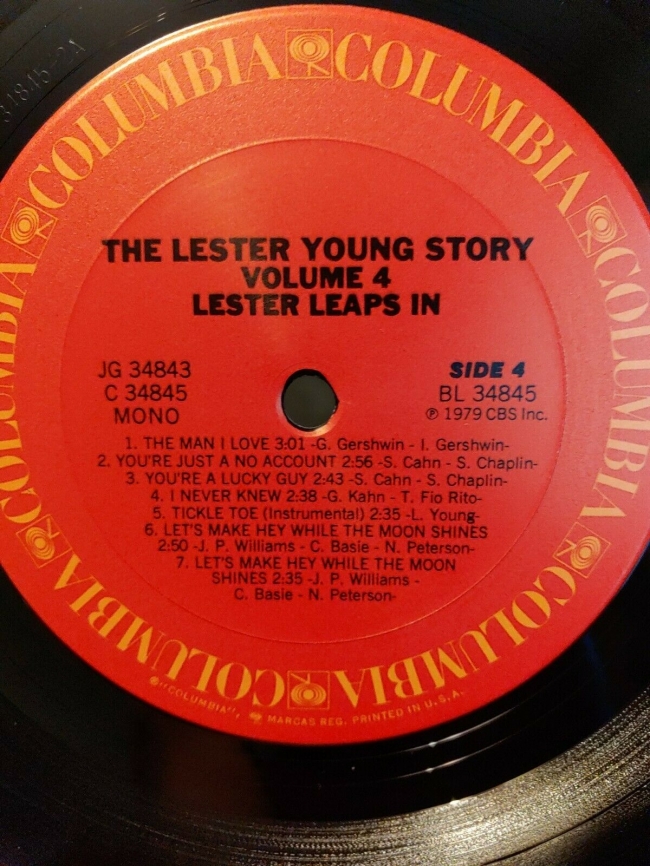 COLUMBIA COLUMBIA COLUMBIA COLUMBIA COLUMBIA COLUMBIA
THE LESTER YOUNG STORY
VOLUME 4
LESTER LEAPS IN
JG 34843
C 34845
MONO
SIDE 4
BL 34845
℗ 1979 CBS Inc.
1. THE MAN I LOVE 3:01 -G. Gershwin - I. Gershwin-
2. YOU'RE JUST A NO ACCOUNT 2:56 -S. Cahn - S. Chaplin-
3. YOU'RE A LUCKY GUY 2:43 -S. Cahn - S. Chaplin-
4. I NEVER KNEW 2:38 -G. Kahn - T. Fio Rito-
5. TICKLE TOE (Instrumental) 2:35 -L. Young-
6. LET'S MAKE HEY WHILE THE MOON SHINES
2:50 -J. P. Williams - C. Basie - N. Peterson-
7. LET'S MAKE HEY WHILE THE MOON
SHINES 2:35 -J. P. Williams -
C. Basie - N. Peterson-
"COLUMBIA", MARCAS REG. PRINTED IN U.S.A.